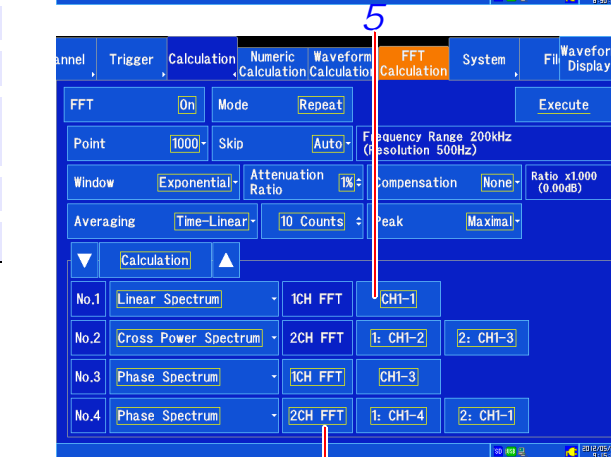 5
annel Trigger Calculation Numeric Calculation Waveform Calculation FFT Calculation System Fil Waveform Display
FFT On Mode Repeat Execute
Point 1000 Skip Auto Frequency Range 200kHz
(Resolution 500Hz)
Window Exponential Attenuation Ratio 1% Compensation None Ratio x1.000
(0.00dB)
Averaging Time-Linear 10 Counts Peak Maximal
Calculation
No.1 Linear Spectrum 1CH FFT CH1-1
No.2 Cross Power Spectrum 2CH FFT 1: CH1-2 2: CH1-3
No.3 Phase Spectrum 1CH FFT CH1-3
No.4 Phase Spectrum 2CH FFT 1: CH1-4 2: CH1-1
SD USB 2012/05/